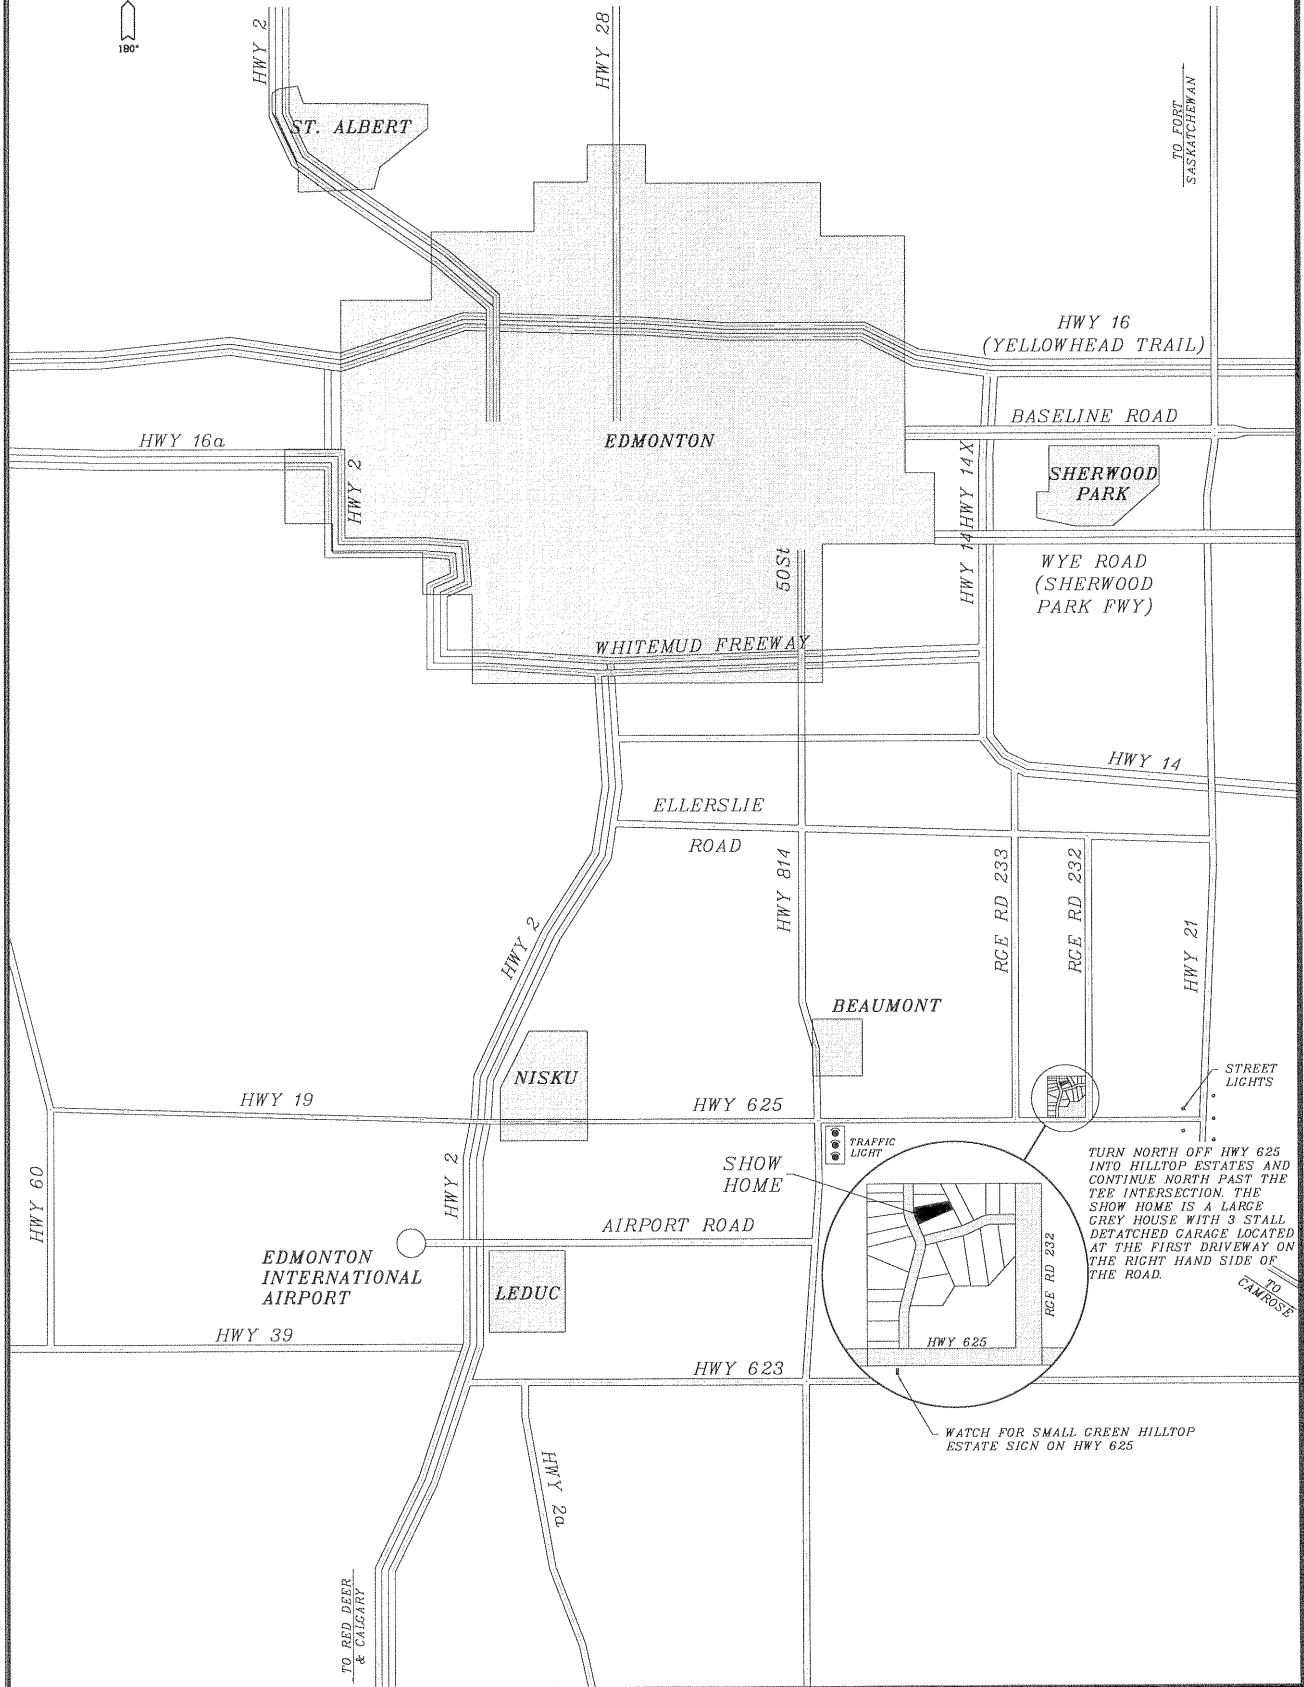 180°
HWY 2
HWY 28
TO FORT
SASKATCHEWAN
ST. ALBERT
HWY 16
(YELLOWHEAD TRAIL)
BASELINE ROAD
HWY 16a
EDMONTON
HWY 2
HWY 14X
SHERWOOD
PARK
HWY 14
50St
WYE ROAD
(SHERWOOD
PARK FWY)
WHITEMUD FREEWAY
HWY 14
ELLERSLIE
ROAD
HWY 814
RGE RD 233
RGE RD 232
HWY 2
HWY 21
BEAUMONT
NISKU
STREET
LIGHTS
HWY 19
HWY 625
TRAFFIC
LIGHT
HWY 60
HWY 2
SHOW
HOME
TURN NORTH OFF HWY 625
INTO HILLTOP ESTATES AND
CONTINUE NORTH PAST THE
TEE INTERSECTION. THE
SHOW HOME IS A LARGE
GREY HOUSE WITH 3 STALL
DETATCHED GARAGE LOCATED
AT THE FIRST DRIVEWAY ON
THE RIGHT HAND SIDE OF
THE ROAD.
AIRPORT ROAD
EDMONTON
INTERNATIONAL
AIRPORT
LEDUC
RGE RD 232
TO
CAMROSE
HWY 39
HWY 625
HWY 623
WATCH FOR SMALL GREEN HILLTOP
ESTATE SIGN ON HWY 625
HWY 2a
TO RED DEER
& CALGARY